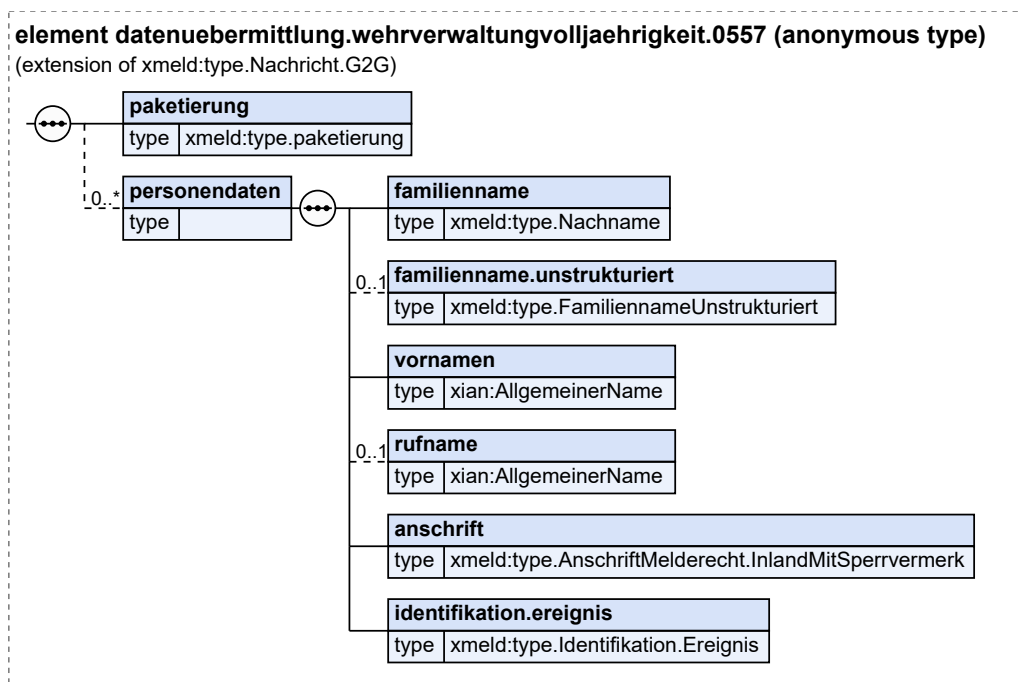 element datenuebermittlung.wehrverwaltungvolljaehrigkeit.0557 (anonymous type)
(extension of xmeld:type.Nachricht.G2G)
paketierung
type xmeld:type.paketierung
0..* personendaten
type
familienname
type xmeld:type.Nachname
0..1 familienname.unstrukturiert
type xmeld:type.FamiliennameUnstrukturiert
vornamen
type xian:AllgemeinerName
0..1 rufname
type xian:AllgemeinerName
anschrift
type xmeld:type.AnschriftMelderecht.InlandMitSperrvermerk
identifikation.ereignis
type xmeld:type.Identifikation.Ereignis